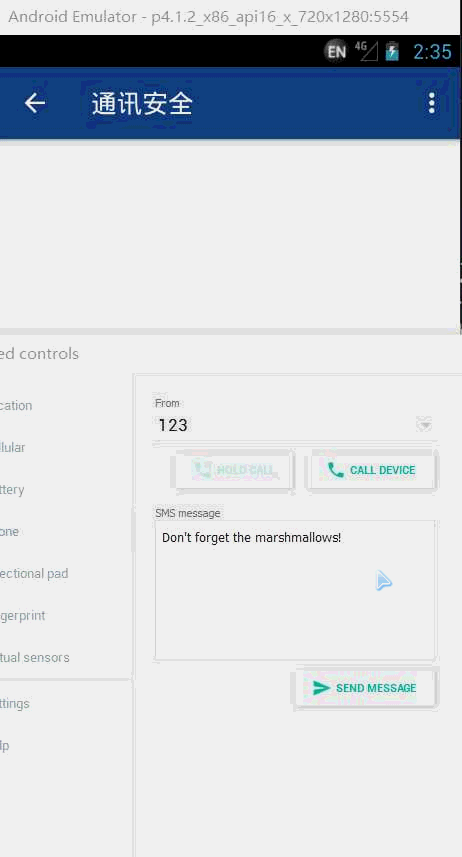 Android Emulator - p4.1.2_x86_api16_x_720x1280:5554
EN 4G 2:35
通讯安全
ed controls
cation
llular
ttery
one
ectional pad
gerprint
tual sensors
ttings
lp
From
123
HOLD CALL
CALL DEVICE
SMS message
Don't forget the marshmallows!
SEND MESSAGE